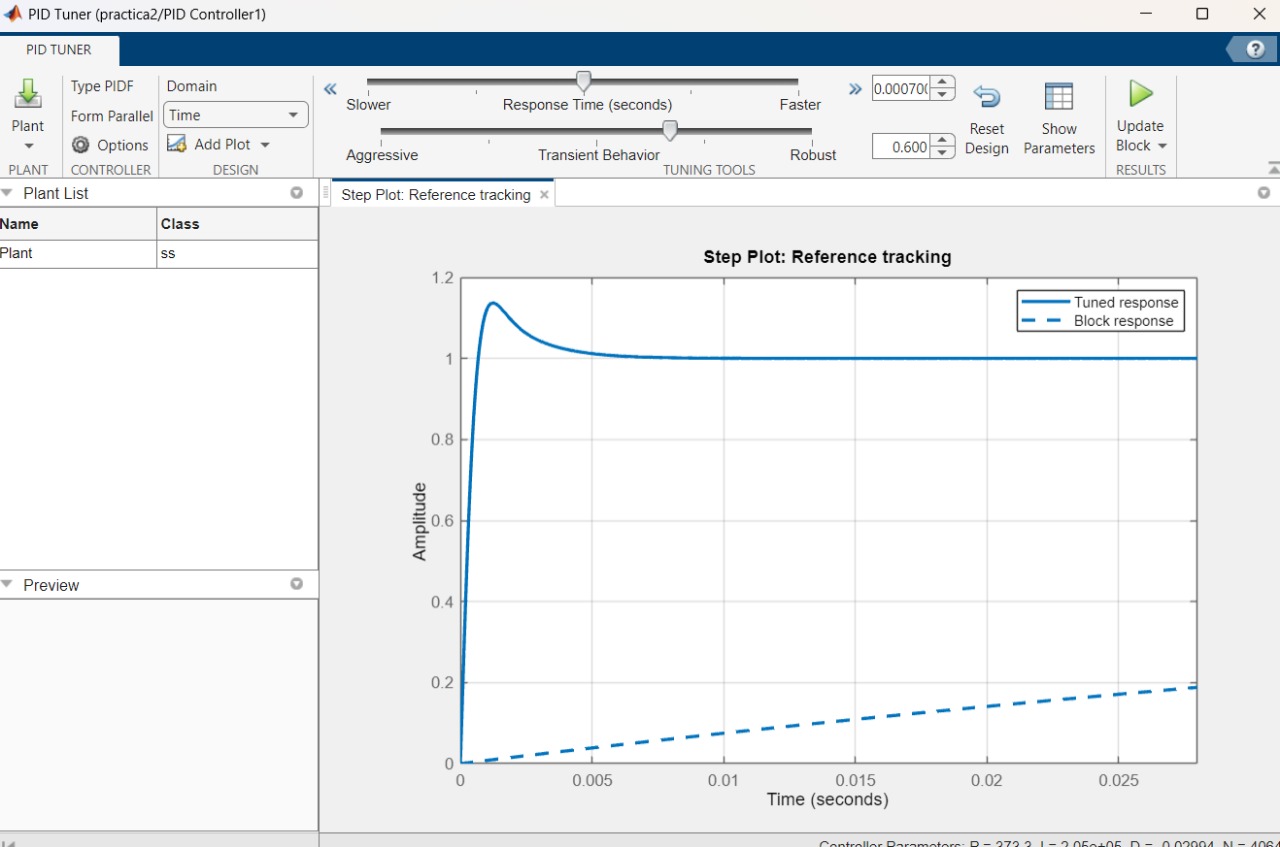 PID Tuner (practica2/PID Controller1)
PID TUNER
Plant
PLANT
Type PIDF
Form Parallel
Options
CONTROLLER
Domain
Time
Add Plot
DESIGN
Slower Response Time (seconds) Faster
Aggressive Transient Behavior Robust
0.00070
0.600
Reset
Design
Show
Parameters
TUNING TOOLS
Update
Block
RESULTS
Plant List
Name Class
Plant ss
Preview
Step Plot: Reference tracking
Step Plot: Reference tracking
Tuned response
Block response
1.2
1
0.8
0.6
0.4
0.2
0
Amplitude
0 0.005 0.01 0.015 0.02 0.025
Time (seconds)
Controller Parameters: P = 373.3, I = 2.05e+05, D = -0.02994, N = 4064